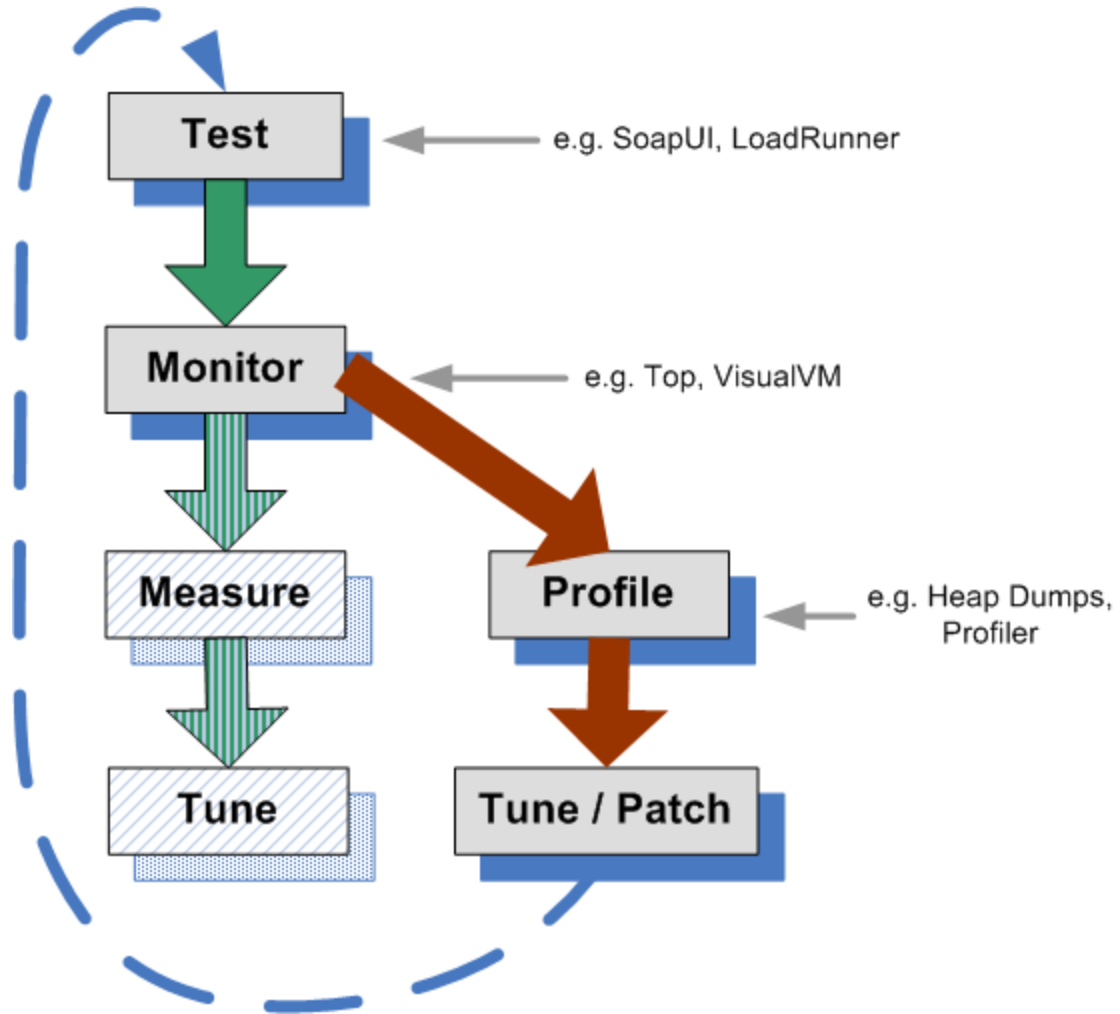 Test
e.g. SoapUI, LoadRunner
Monitor
e.g. Top, VisualVM
Measure
Profile
e.g. Heap Dumps,
Profiler
Tune
Tune / Patch